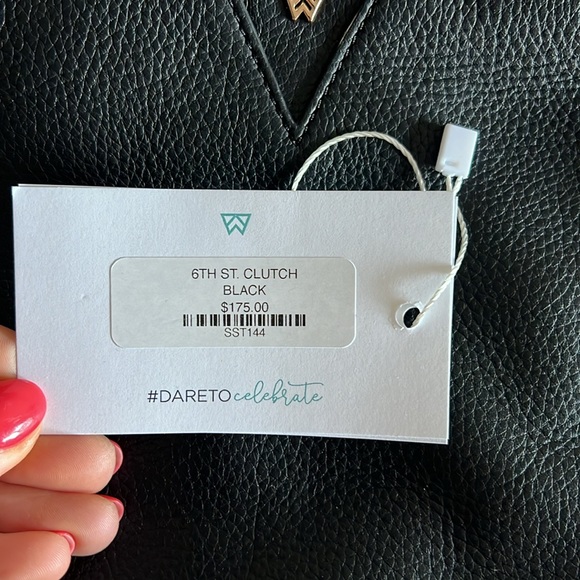 6TH ST. CLUTCH
BLACK
$175.00
SST144
#DARETOcelebrate